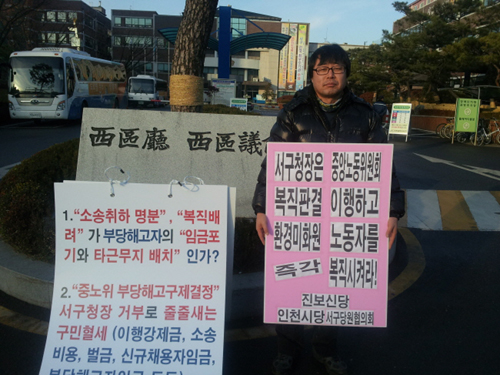 西區廳 西區議
1."소송취하 명분", "복직배
려"가 부당해고자의 "임금포
기와 타근무지 배치" 인가?
2."중노위 부당해고구제결정"
서구청장 거부로 줄줄새는
구민혈세 (이행강제금, 소송
비용, 벌금, 신규채용자임금,
서구청장은 중앙노동위원회
복직판결 이행하고
환경미화원 노동자를
즉각 복직시켜라!
진보신당
인천시당 서구당원협의회